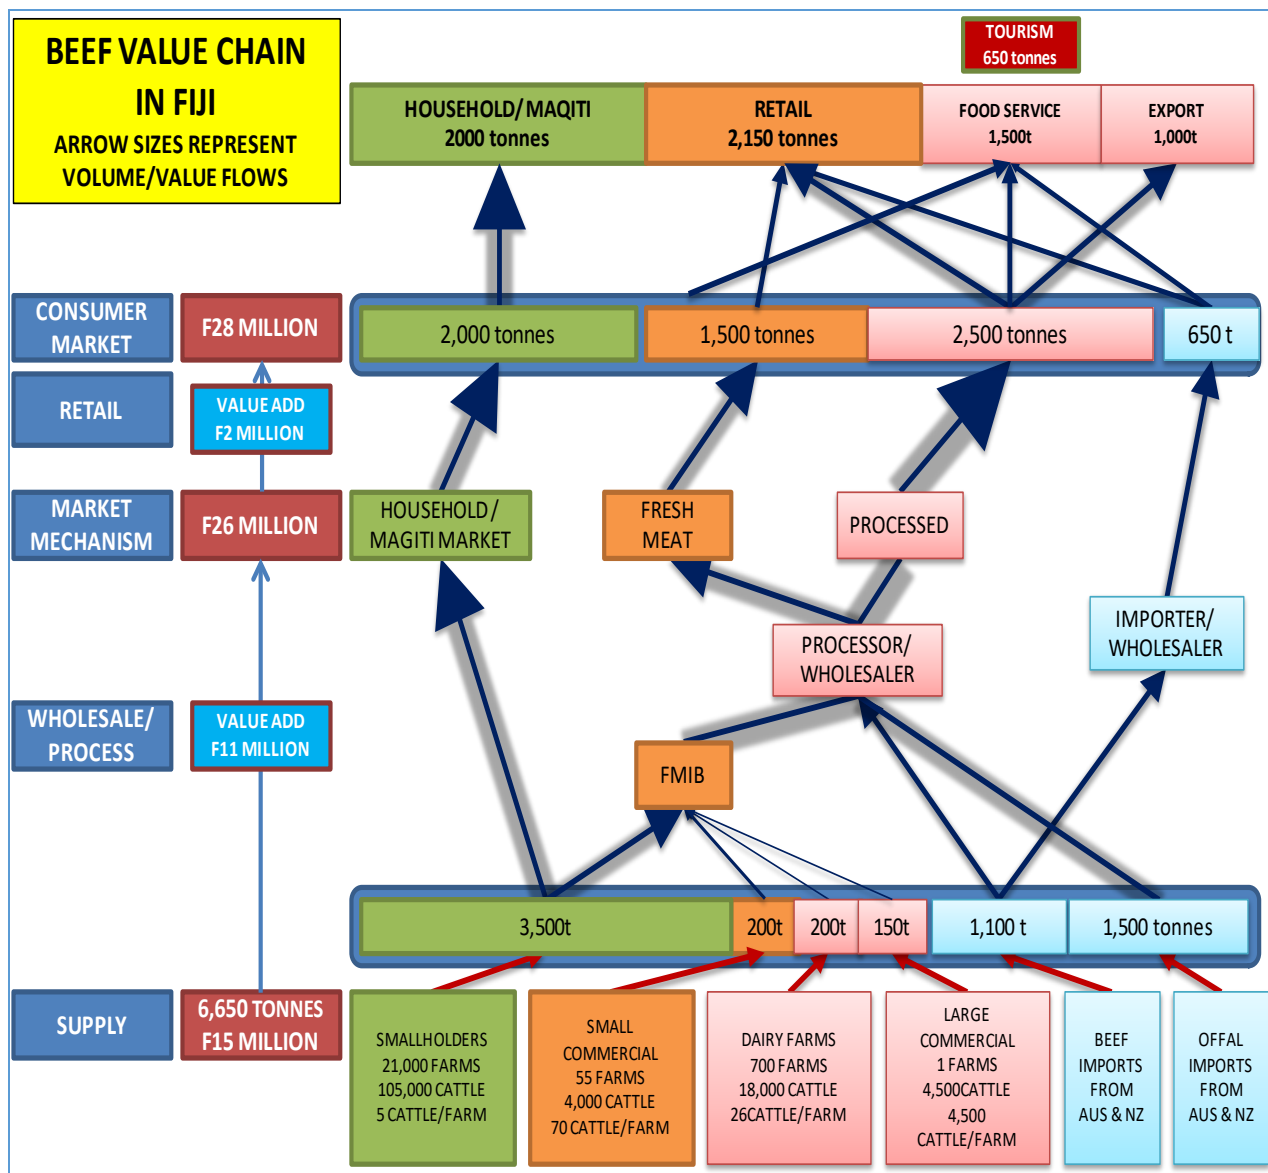 BEEF VALUE CHAIN
IN FIJI
ARROW SIZES REPRESENT
VOLUME/VALUE FLOWS
TOURISM
650 tonnes
HOUSEHOLD/ MAQITI
2000 tonnes
RETAIL
2,150 tonnes
FOOD SERVICE
1,500t
EXPORT
1,000t
CONSUMER
MARKET
F28 MILLION
2,000 tonnes
1,500 tonnes
2,500 tonnes
650 t
RETAIL
VALUE ADD
F2 MILLION
MARKET
MECHANISM
F26 MILLION
HOUSEHOLD /
MAGITI MARKET
FRESH
MEAT
PROCESSED
PROCESSOR/
WHOLESALER
IMPORTER/
WHOLESALER
WHOLESALE/
PROCESS
VALUE ADD
F11 MILLION
FMIB
3,500t
200t
200t
150t
1,100 t
1,500 tonnes
SUPPLY
6,650 TONNES
F15 MILLION
SMALLHOLDERS
21,000 FARMS
105,000 CATTLE
5 CATTLE/FARM
SMALL
COMMERCIAL
55 FARMS
4,000 CATTLE
70 CATTLE/FARM
DAIRY FARMS
700 FARMS
18,000 CATTLE
26CATTLE/FARM
LARGE
COMMERCIAL
1 FARMS
4,500CATTLE
4,500
CATTLE/FARM
BEEF
IMPORTS
FROM
AUS & NZ
OFFAL
IMPORTS
FROM
AUS & NZ